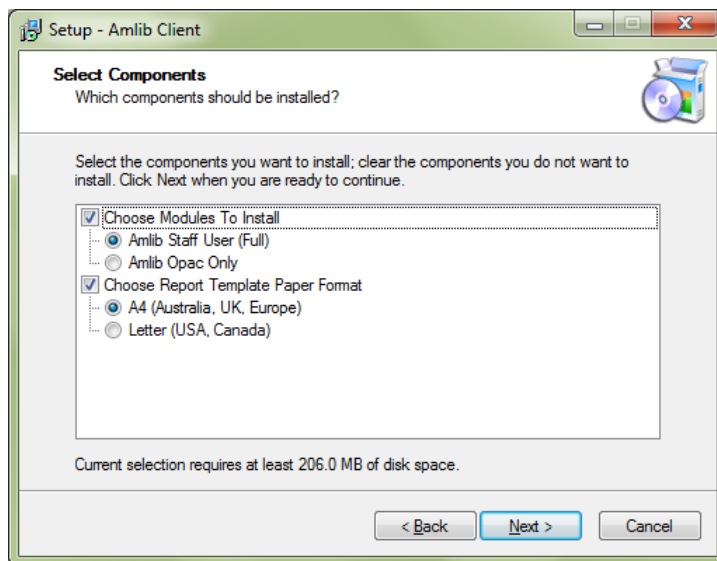 Setup - Amlib Client
Select Components
Which components should be installed?
Select the components you want to install; clear the components you do not want to
install. Click Next when you are ready to continue.
Choose Modules To Install
Amlib Staff User (Full)
Amlib Opac Only
Choose Report Template Paper Format
A4 (Australia, UK, Europe)
Letter (USA, Canada)
Current selection requires at least 206.0 MB of disk space.
< Back
Next >
Cancel